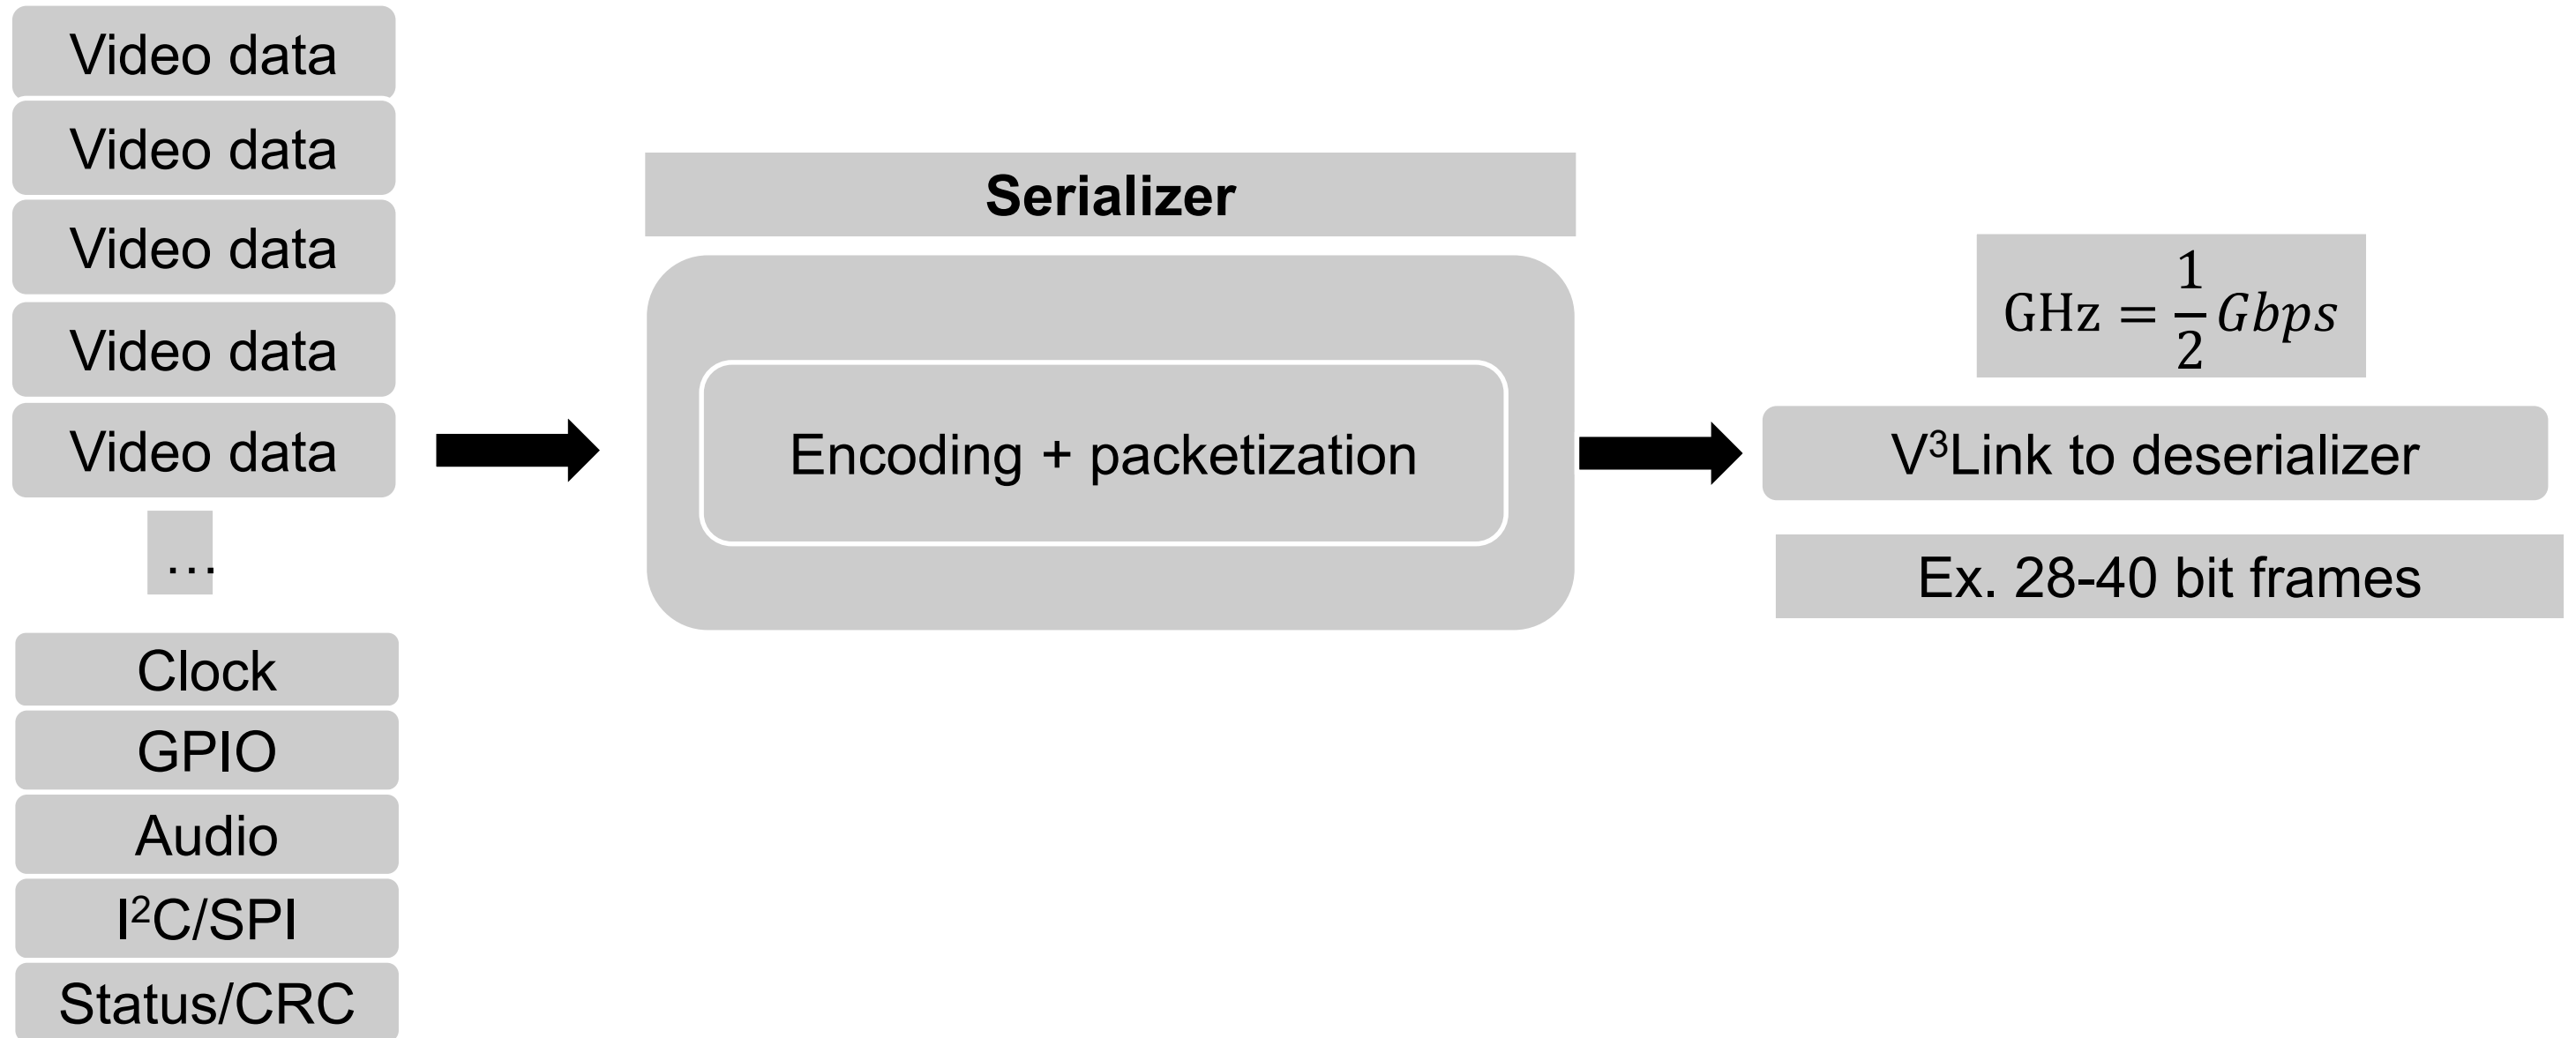 Video data
Video data
Video data
Video data
Video data
...
Clock
GPIO
Audio
I²C/SPI
Status/CRC
Serializer
Encoding + packetization
GHz = 1/2 Gbps
V³Link to deserializer
Ex. 28-40 bit frames